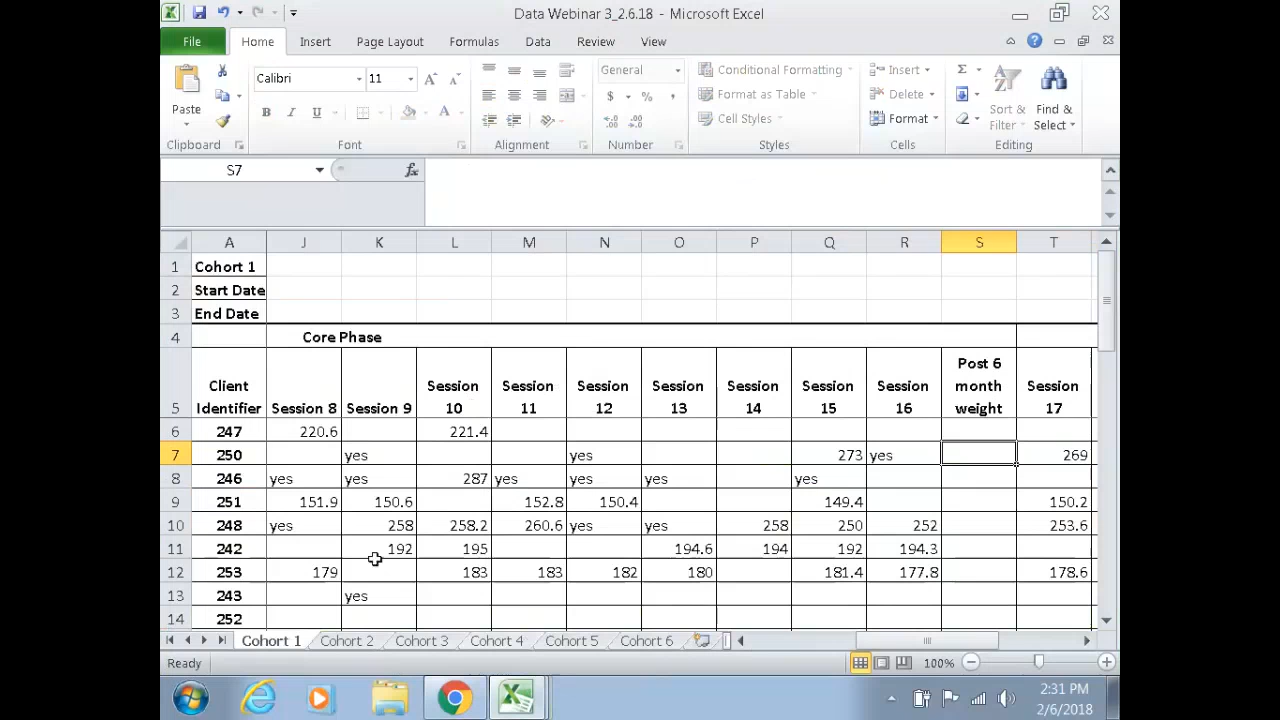 Data Webinar 3_2.6.18 - Microsoft Excel
File Home Insert Page Layout Formulas Data Review View
Paste
Calibri 11
B I U A
General
$ % ,
Conditional Formatting
Format as Table
Cell Styles
Insert
Delete
Format
Σ
Sort & Filter
Find & Select
Clipboard Font Alignment Number Styles Cells Editing
S7 fx
A J K L M N O P Q R S T
1 Cohort 1
2 Start Date
3 End Date
4 Core Phase
5 Client Identifier Session 8 Session 9 Session 10 Session 11 Session 12 Session 13 Session 14 Session 15 Session 16 Post 6 month weight Session 17
6 247 220.6 221.4
7 250 yes yes 273 yes 269
8 246 yes yes 287 yes yes yes yes
9 251 151.9 150.6 152.8 150.4 149.4 150.2
10 248 yes 258 258.2 260.6 yes yes 258 250 252 253.6
11 242 192 195 194.6 194 192 194.3
12 253 179 183 183 182 180 181.4 177.8 178.6
13 243 yes
14 252
Cohort 1 Cohort 2 Cohort 3 Cohort 4 Cohort 5 Cohort 6
Ready 100%
2:31 PM
2/6/2018